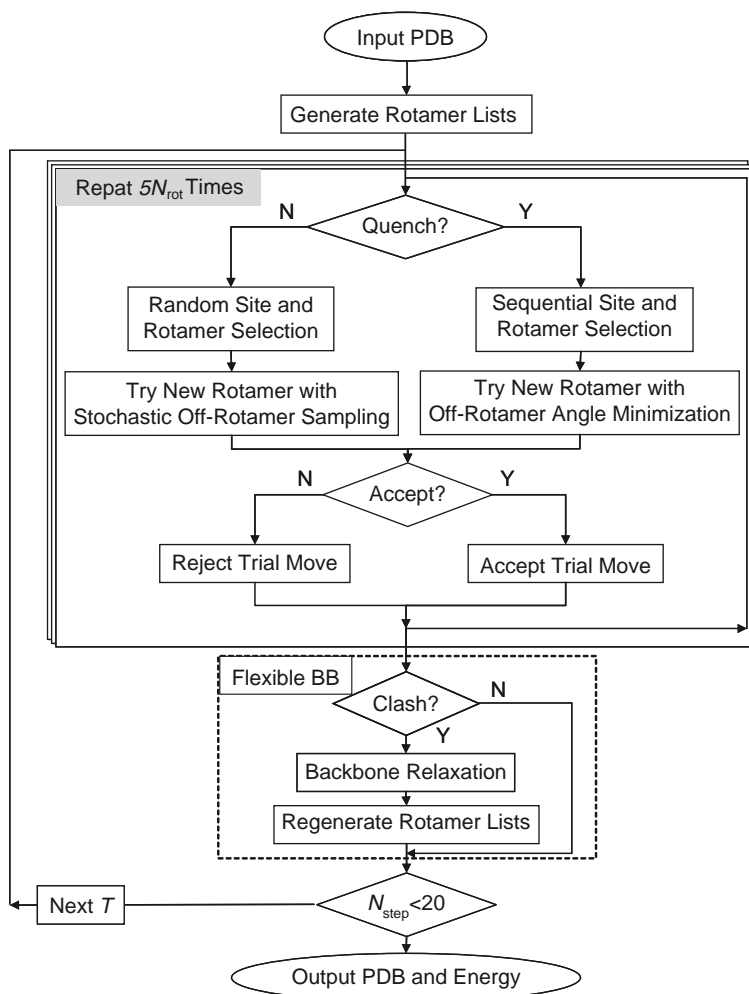 Input PDB
Generate Rotamer Lists
Repat 5Nrot Times
N
Quench?
Y
Random Site and
Rotamer Selection
Sequential Site and
Rotamer Selection
Try New Rotamer with
Stochastic Off-Rotamer Sampling
Try New Rotamer with
Off-Rotamer Angle Minimization
N
Accept?
Y
Reject Trial Move
Accept Trial Move
Flexible BB
Clash?
N
Y
Backbone Relaxation
Regenerate Rotamer Lists
Next T
Nstep<20
Output PDB and Energy